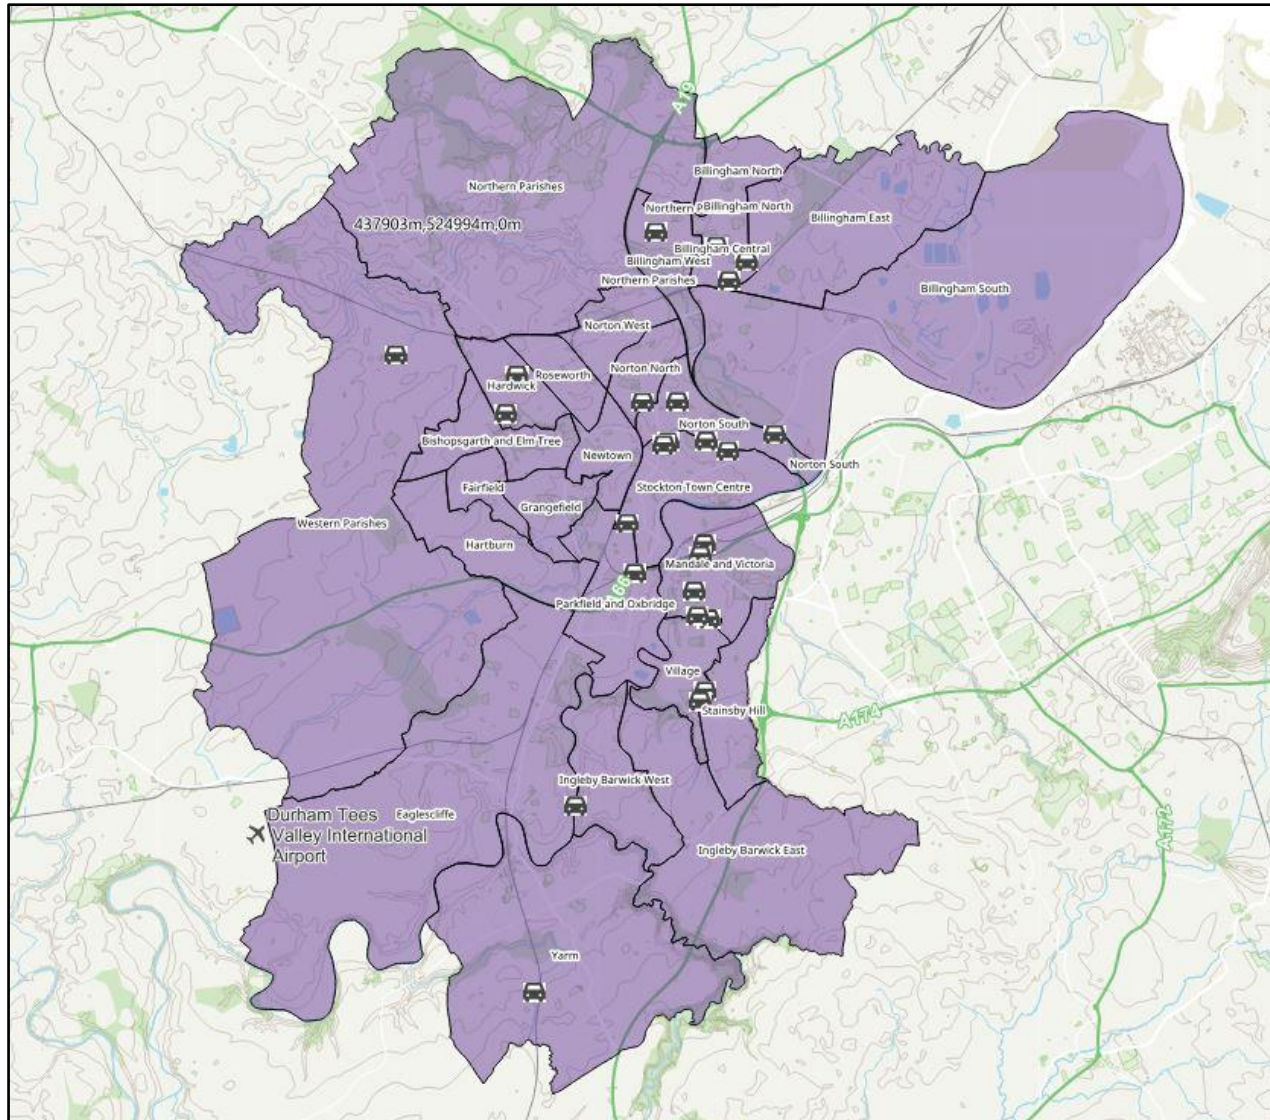 A19
Billingham North
Northern Parishes
Northern P
Billingham North
Billingham East
437903m,524994m,0m
Billingham Central
Billingham West
Northern Parishes
Billingham South
Norton West
Norton North
Roseworth
Hardwick
Norton South
Bishopsgarth and Elm Tree
Newtown
Norton South
Fairfield
Stockton Town Centre
Grangefield
Western Parishes
Hartburn
Mandale and Victoria
66
Parkfield and Oxbridge
Village
Stainsby Hill
A174
Ingleby Barwick West
Durham Tees
Valley International
Airport
Eaglescliffe
A172
Ingleby Barwick East
Yarm